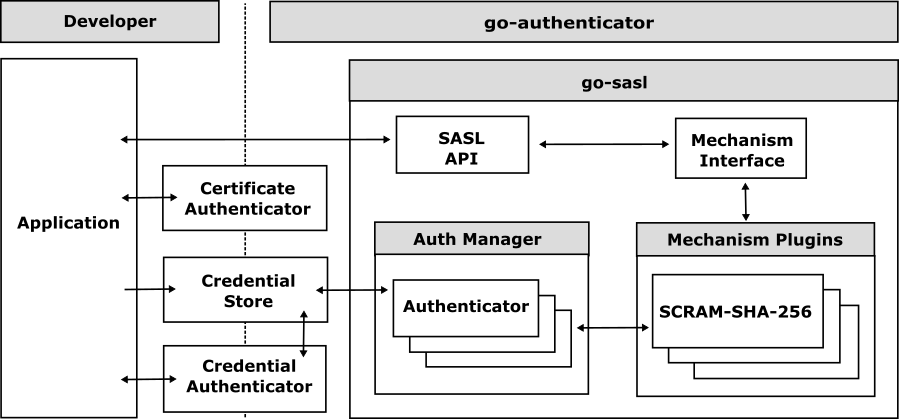 Developer
go-authenticator
go-sasl
SASL
API
Mechanism
Interface
Certificate
Authenticator
Application
Auth Manager
Mechanism Plugins
Credential
Store
Authenticator
SCRAM-SHA-256
Credential
Authenticator